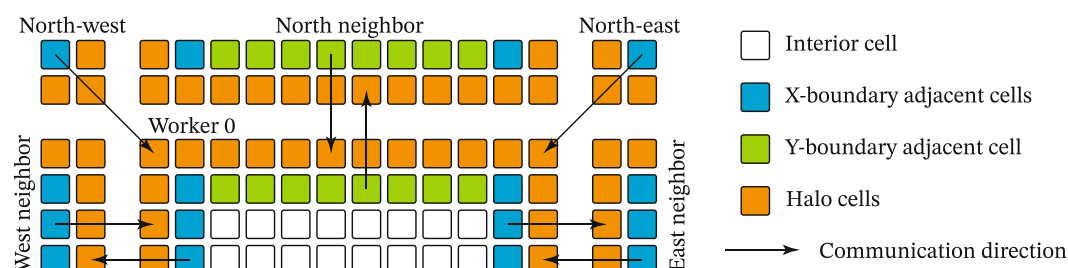 North-west
North neighbor
North-east
Worker 0
West neighbor
East neighbor
Interior cell
X-boundary adjacent cells
Y-boundary adjacent cell
Halo cells
Communication direction